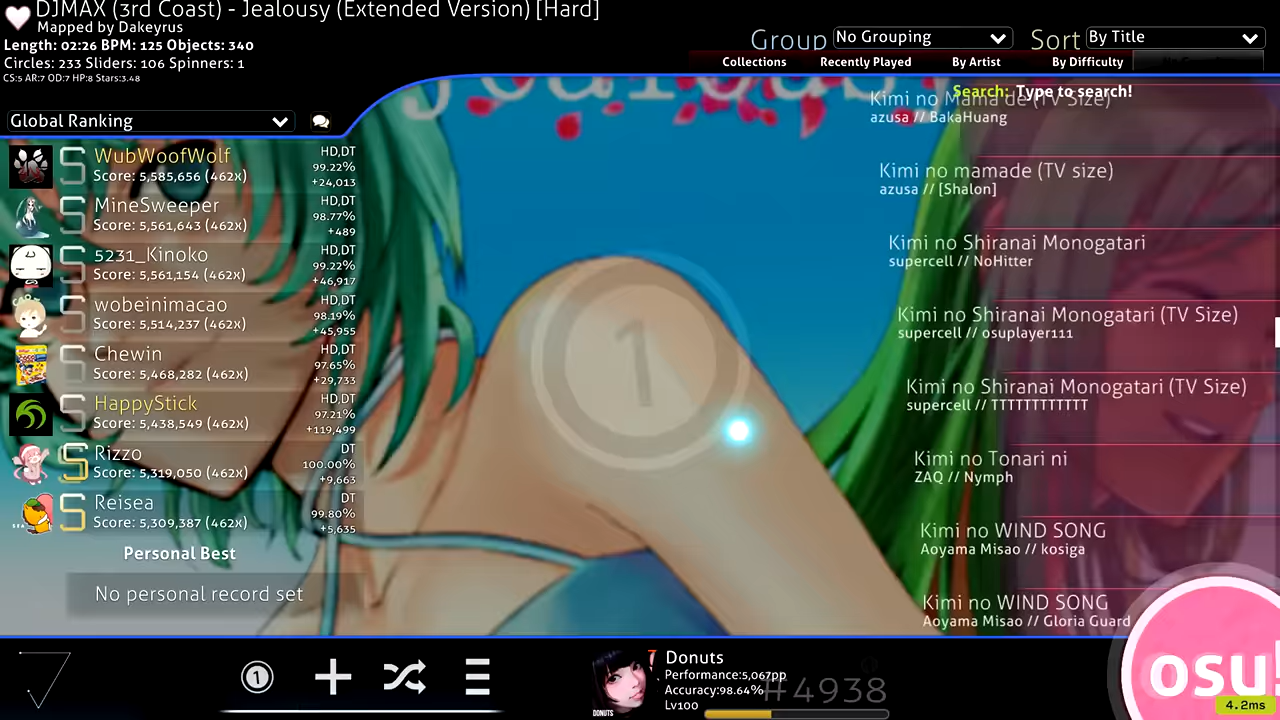 DJMAX (3rd Coast) - Jealousy (Extended Version) [Hard]
Mapped by Dakeyrus
Length: 02:26 BPM: 125 Objects: 340
Circles: 233 Sliders: 106 Spinners: 1
CS:5 AR:7 OD:7 HP:8 Stars:3.48
Group No Grouping Sort By Title
Collections Recently Played By Artist By Difficulty
Global Ranking
Search: Type to search!
WubWoofWolf
Score: 5,585,656 (462x)
HD,DT
99.22%
+24,013
MineSweeper
Score: 5,561,643 (462x)
HD,DT
98.77%
+489
5231_Kinoko
Score: 5,561,154 (462x)
HD,DT
99.22%
+46,917
wobeinimacao
Score: 5,514,237 (462x)
HD,DT
98.19%
+45,955
Chewin
Score: 5,468,282 (462x)
HD,DT
97.65%
+29,733
HappyStick
Score: 5,438,549 (462x)
HD,DT
97.21%
+119,499
Rizzo
Score: 5,319,050 (462x)
DT
100.00%
+9,663
Reisea
Score: 5,309,387 (462x)
DT
99.80%
+5,635
Personal Best
No personal record set
1
Kimi no Mama de (TV Size)
azusa // BakaHuang
Kimi no mamade (TV size)
azusa // [Shalon]
Kimi no Shiranai Monogatari
supercell // NoHitter
Kimi no Shiranai Monogatari (TV Size)
supercell // osuplayer111
Kimi no Shiranai Monogatari (TV Size)
supercell // TTTTTTTTTTTT
Kimi no Tonari ni
ZAQ // Nymph
Kimi no WIND SONG
Aoyama Misao // kosiga
Kimi no WIND SONG
Aoyama Misao // Gloria Guard
1
DONUTS
Donuts
Performance:5,067pp
Accuracy:98.64%
Lv100
#4938
osu!
4.2ms